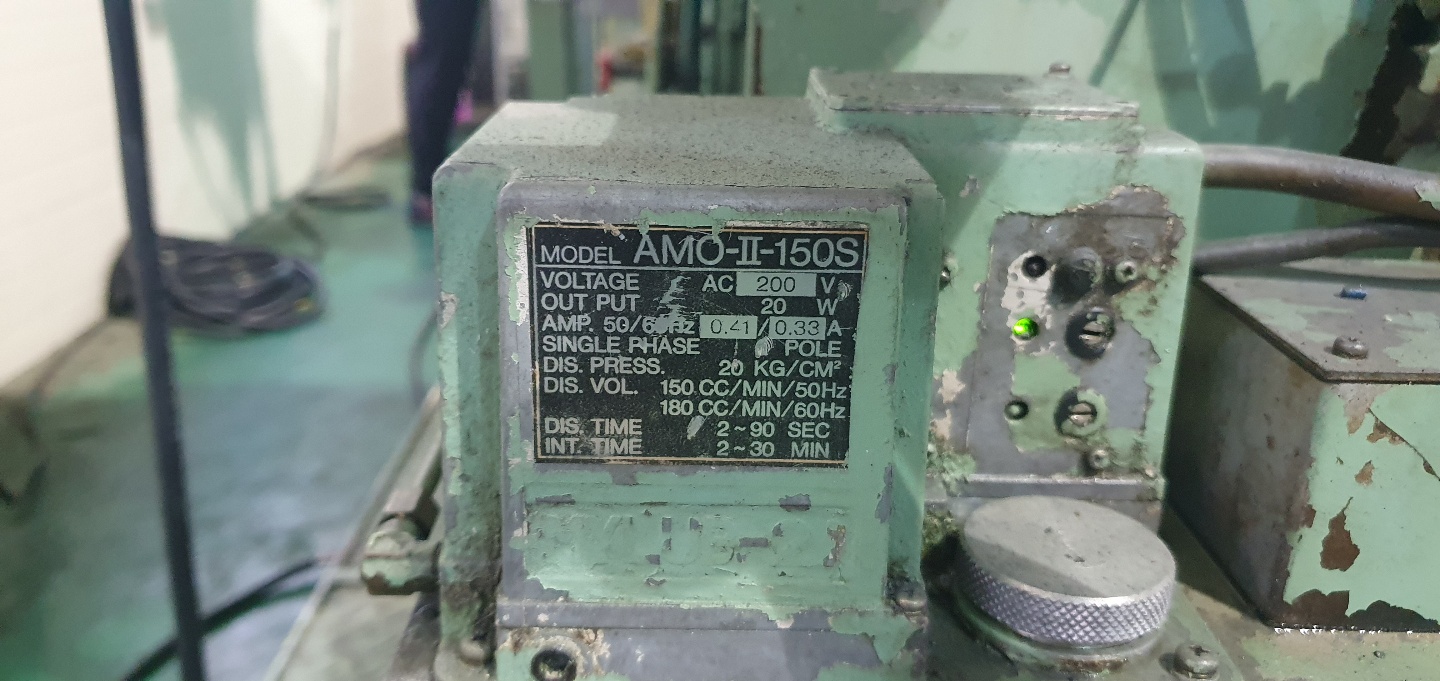 MODEL AMO-II-150S
VOLTAGE AC 200 V
OUT PUT 20 W
AMP. 50/60Hz 0.41/0.33 A
SINGLE PHASE POLE
DIS. PRESS. 20 KG/CM²
DIS. VOL. 150 CC/MIN/50Hz
180 CC/MIN/60Hz
DIS. TIME 2~90 SEC
INT. TIME 2~30 MIN